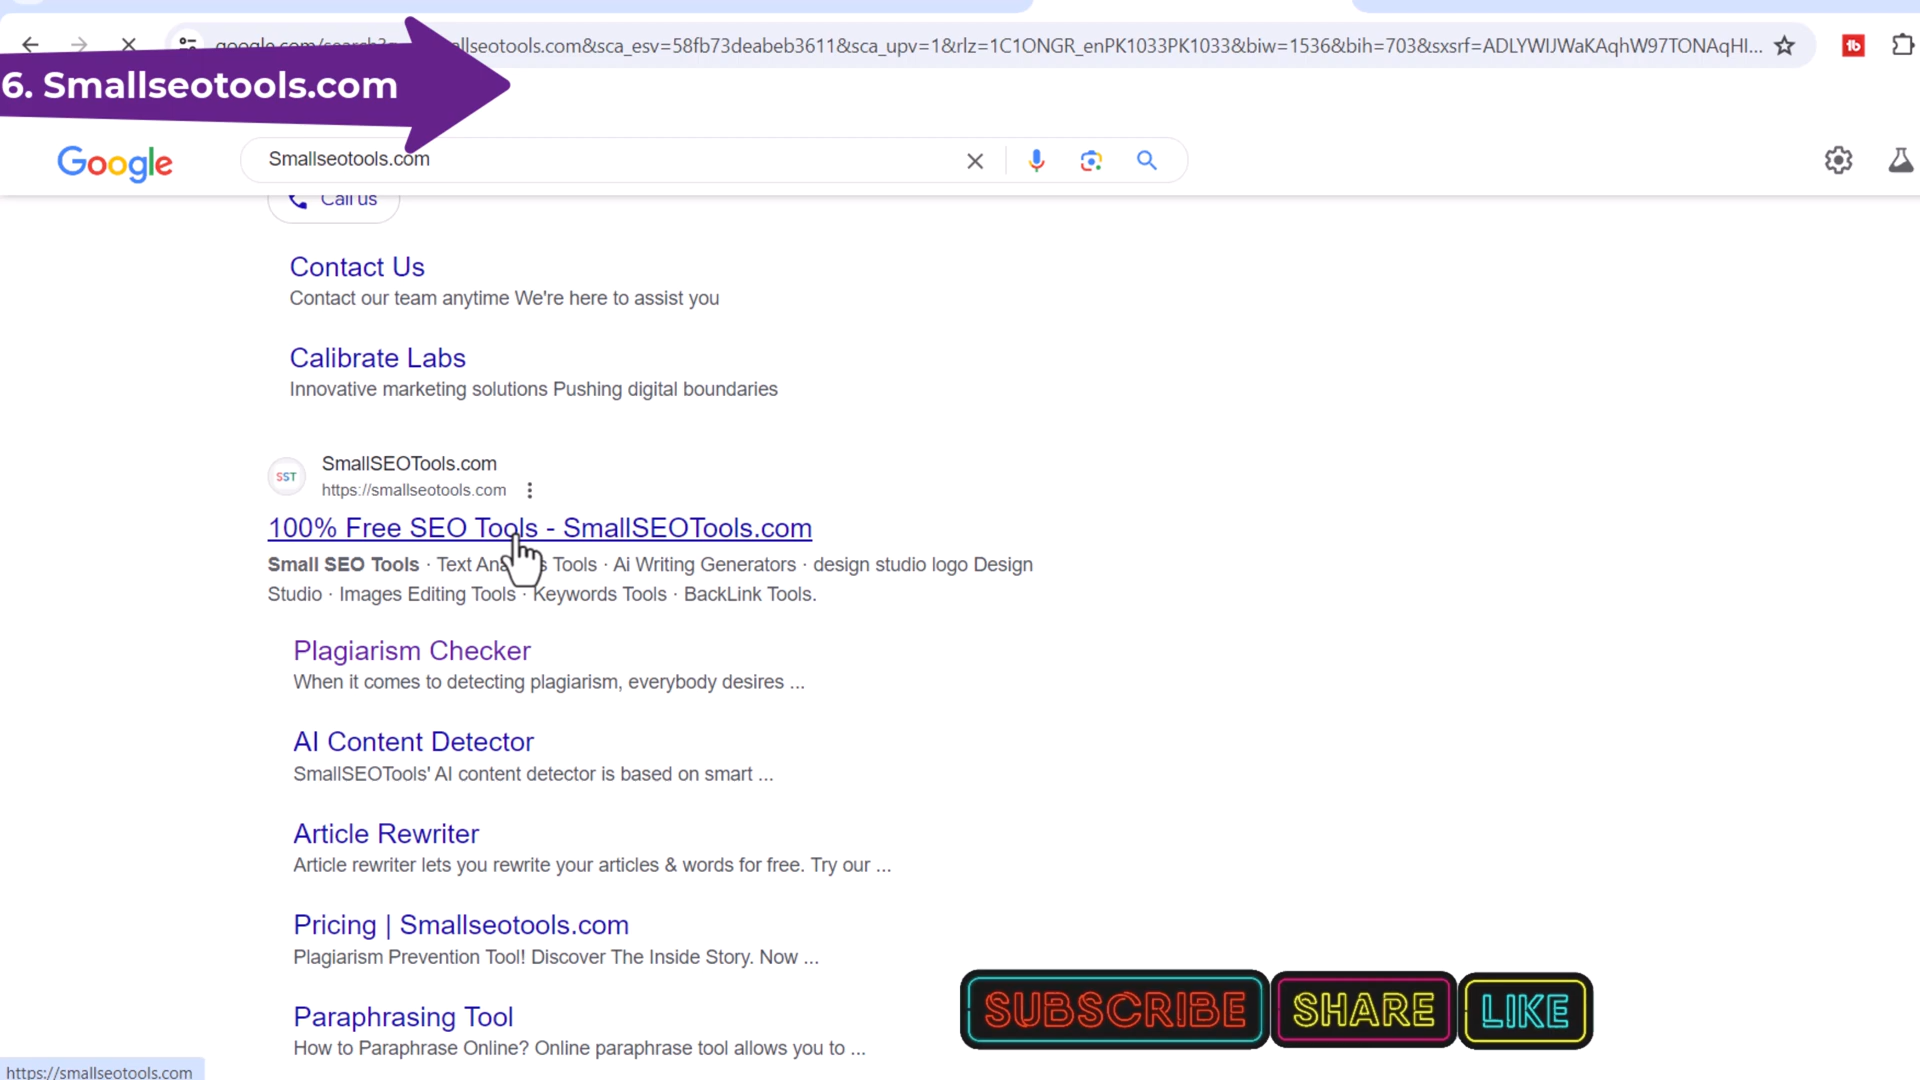 google.com/search?
allseotools.com&sca_esv=58fb73deabeb3611&sca_upv=1&rlz=1C1ONGR_enPK1033PK1033&biw=1536&bih=703&sxsrf=ADLYWIJWaKAqhW97TONAqHI...
6. Smallseotools.com
Google
Smallseotools.com
Call us
Contact Us
Contact our team anytime We're here to assist you
Calibrate Labs
Innovative marketing solutions Pushing digital boundaries
SST
SmallSEOTools.com
https://smallseotools.com
100% Free SEO Tools - SmallSEOTools.com
Small SEO Tools · Text Ana s Tools · Ai Writing Generators · design studio logo Design
Studio · Images Editing Tools · Keywords Tools · BackLink Tools.
Plagiarism Checker
When it comes to detecting plagiarism, everybody desires ...
AI Content Detector
SmallSEOTools' AI content detector is based on smart ...
Article Rewriter
Article rewriter lets you rewrite your articles & words for free. Try our ...
Pricing | Smallseotools.com
Plagiarism Prevention Tool! Discover The Inside Story. Now ...
Paraphrasing Tool
How to Paraphrase Online? Online paraphrase tool allows you to ...
SUBSCRIBE SHARE LIKE
https://smallseotools.com